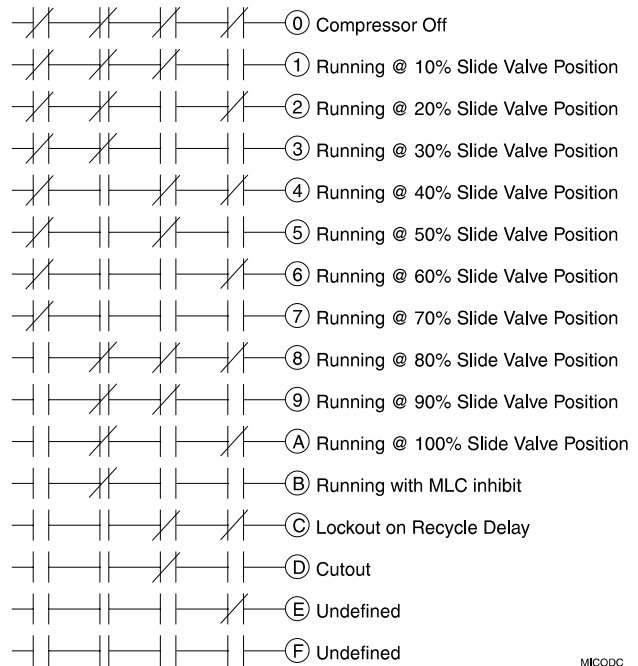 0 Compressor Off
1 Running @ 10% Slide Valve Position
2 Running @ 20% Slide Valve Position
3 Running @ 30% Slide Valve Position
4 Running @ 40% Slide Valve Position
5 Running @ 50% Slide Valve Position
6 Running @ 60% Slide Valve Position
7 Running @ 70% Slide Valve Position
8 Running @ 80% Slide Valve Position
9 Running @ 90% Slide Valve Position
A Running @ 100% Slide Valve Position
B Running with MLC inhibit
C Lockout on Recycle Delay
D Cutout
E Undefined
F Undefined
MICODC